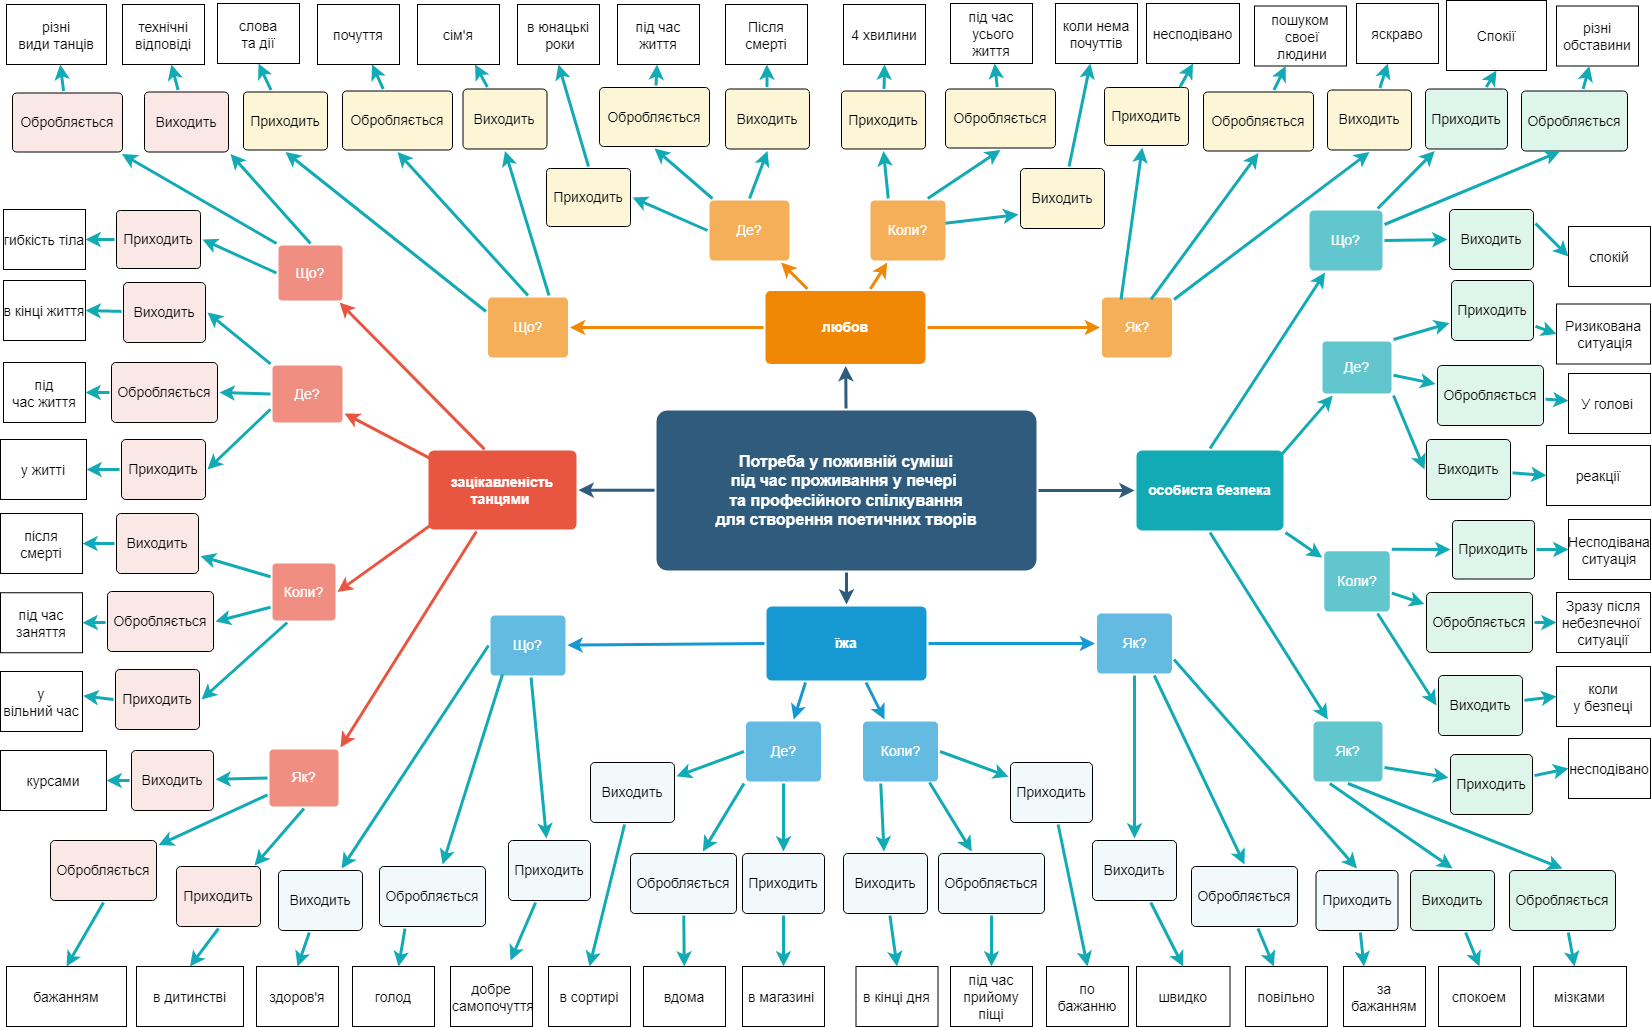 різні
види танців
технічні
відповіді
слова
та дії
почуття
сім'я
в юнацькі
роки
під час
життя
Після
смерті
4 хвилини
під час
усього
життя
коли нема
почуттів
несподівано
пошуком
своєї
людини
яскраво
Спокії
різні
обставини
Обробляється
Виходить
Приходить
Обробляється
Виходить
Приходить
Обробляється
Виходить
Приходить
Обробляється
Виходить
Приходить
Обробляється
Виходить
Приходить
Обробляється
гибкість тіла
Приходить
Що?
Де?
Коли?
Що?
Виходить
спокій
в кінці життя
Виходить
Що?
любов
Як?
Приходить
Ризикована
ситуація
під
час життя
Обробляється
Де?
Де?
Обробляється
У голові
у житті
Приходить
зацікавленість
танцями
Потреба у поживній суміші
під час проживання у печері
та професійного спілкування
для створення поетичних творів
особиста безпека
Виходить
реакції
після
смерті
Виходить
Коли?
Коли?
Приходить
Несподівана
ситуація
під час
заняття
Обробляється
Що?
їжа
Як?
Обробляється
Зразу після
небезпечної
ситуації
у
вільний час
Приходить
Виходить
коли
у безпеці
курсами
Виходить
Як?
Де?
Коли?
Як?
Приходить
несподівано
Виходить
Приходить
Обробляється
Приходить
Виходить
Обробляється
Приходить
Обробляється
Приходить
Виходить
Обробляється
Виходить
Обробляється
Приходить
Виходить
Обробляється
бажанням
в дитинстві
здоров'я
голод
добре
самопочуття
в сортирі
вдома
в магазині
в кінці дня
під час
прийому
піщі
по
бажанню
швидко
повільно
за
бажанням
спокоем
мізками